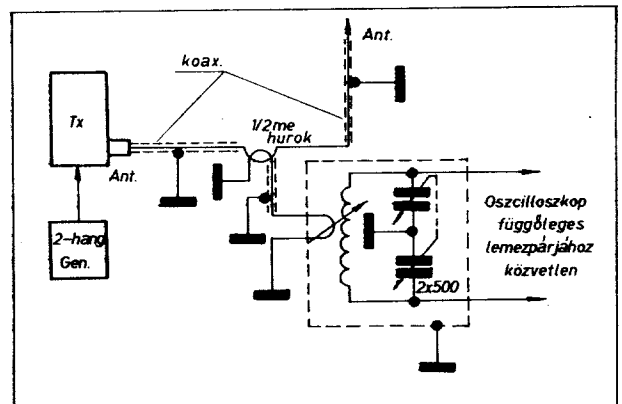 Ant.
koax.
Tx
1/2me
hurok
Ant.
2-hang
Gen.
Oszcilloszkop
függőleges
lemezpárjához
közvetlen
2x500